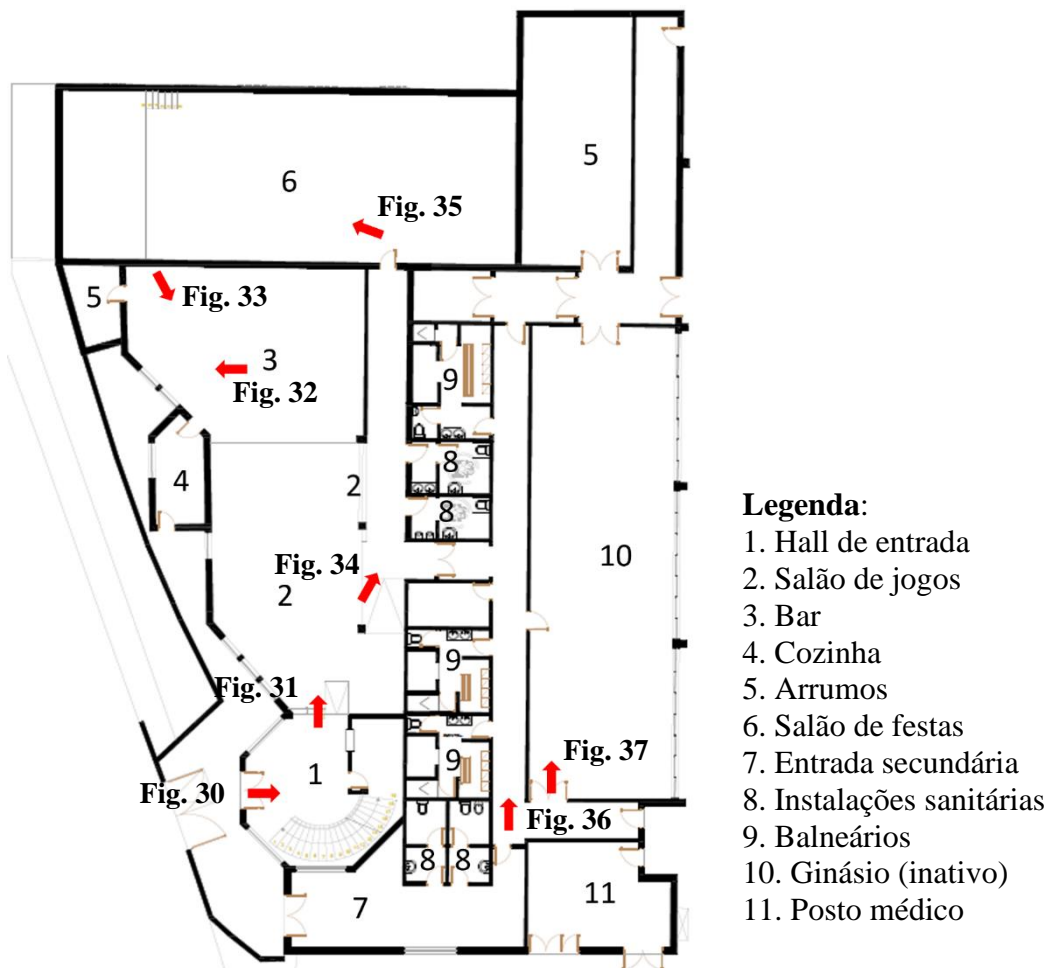 5
6
Fig. 35
5
Fig. 33
3
Fig. 32
9
4
2
8
8
Fig. 34
2
10
9
Fig. 31
Fig. 37
1
9
Fig. 30
Fig. 36
8
8
7
11
Legenda:
1. Hall de entrada
2. Salão de jogos
3. Bar
4. Cozinha
5. Arrumos
6. Salão de festas
7. Entrada secundária
8. Instalações sanitárias
9. Balneários
10. Ginásio (inativo)
11. Posto médico